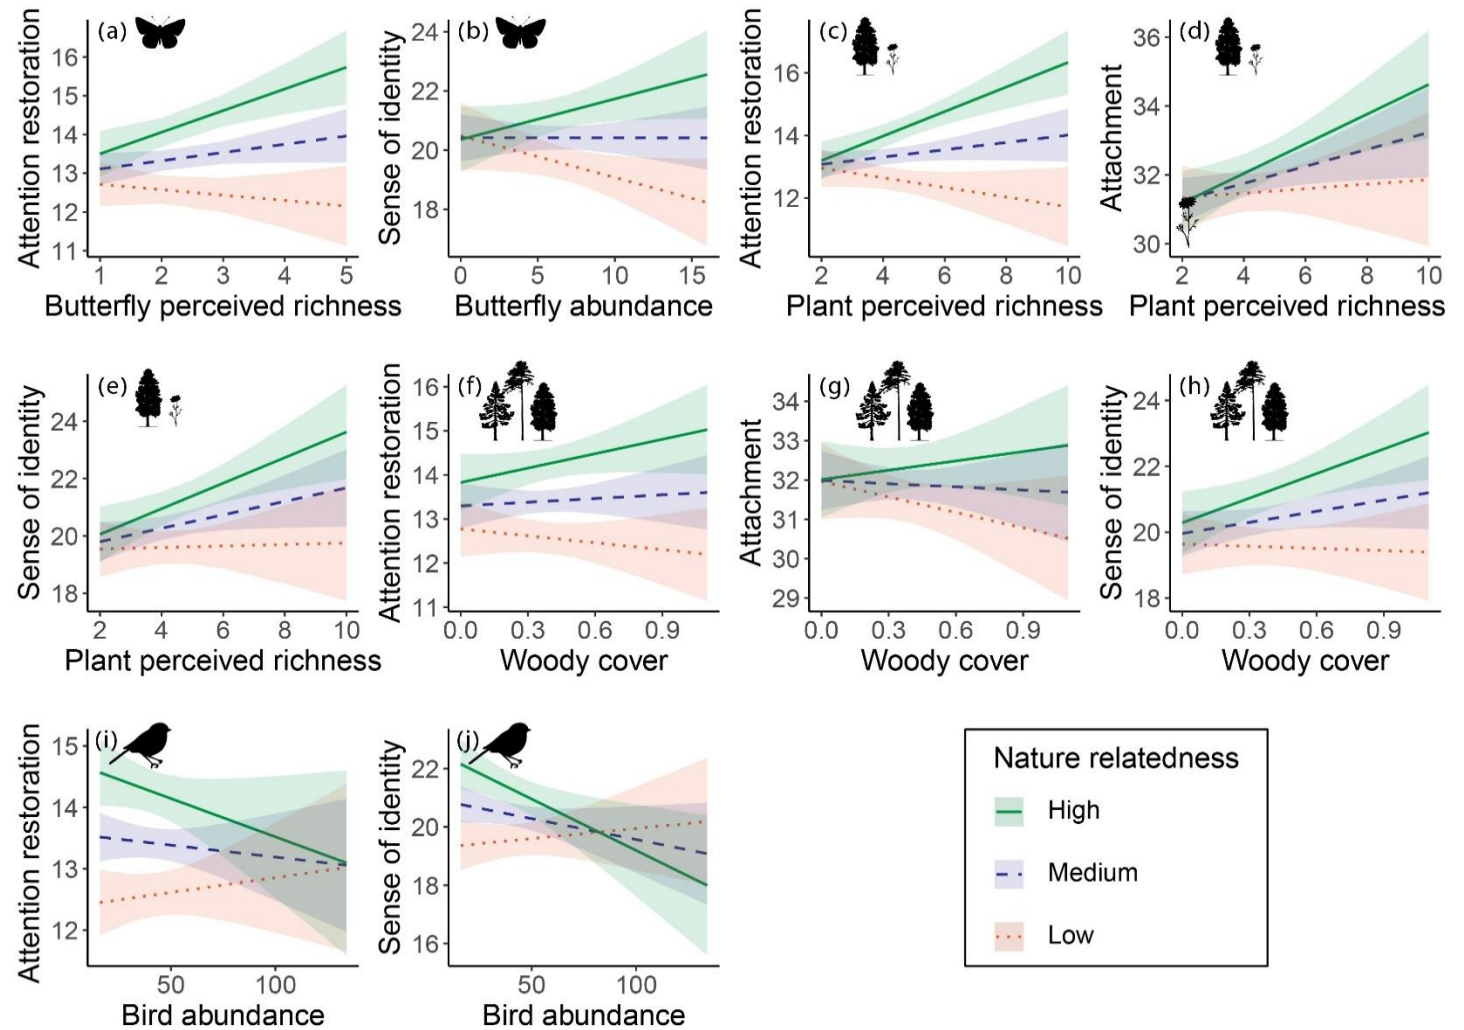 (a)
Attention restoration
16
15
14
13
12
11
1 2 3 4 5
Butterfly perceived richness
(b)
Sense of identity
24
22
20
18
0 5 10 15
Butterfly abundance
(c)
Attention restoration
16
14
12
2 4 6 8 10
Plant perceived richness
(d)
Attachment
36
34
32
30
2 4 6 8 10
Plant perceived richness
(e)
Sense of identity
24
22
20
18
2 4 6 8 10
Plant perceived richness
(f)
Attention restoration
16
15
14
13
12
11
0.0 0.3 0.6 0.9
Woody cover
(g)
Attachment
34
33
32
31
30
29
0.0 0.3 0.6 0.9
Woody cover
(h)
Sense of identity
24
22
20
18
0.0 0.3 0.6 0.9
Woody cover
(i)
Attention restoration
15
14
13
12
50 100
Bird abundance
(j)
Sense of identity
22
20
18
16
50 100
Bird abundance
Nature relatedness
High
Medium
Low